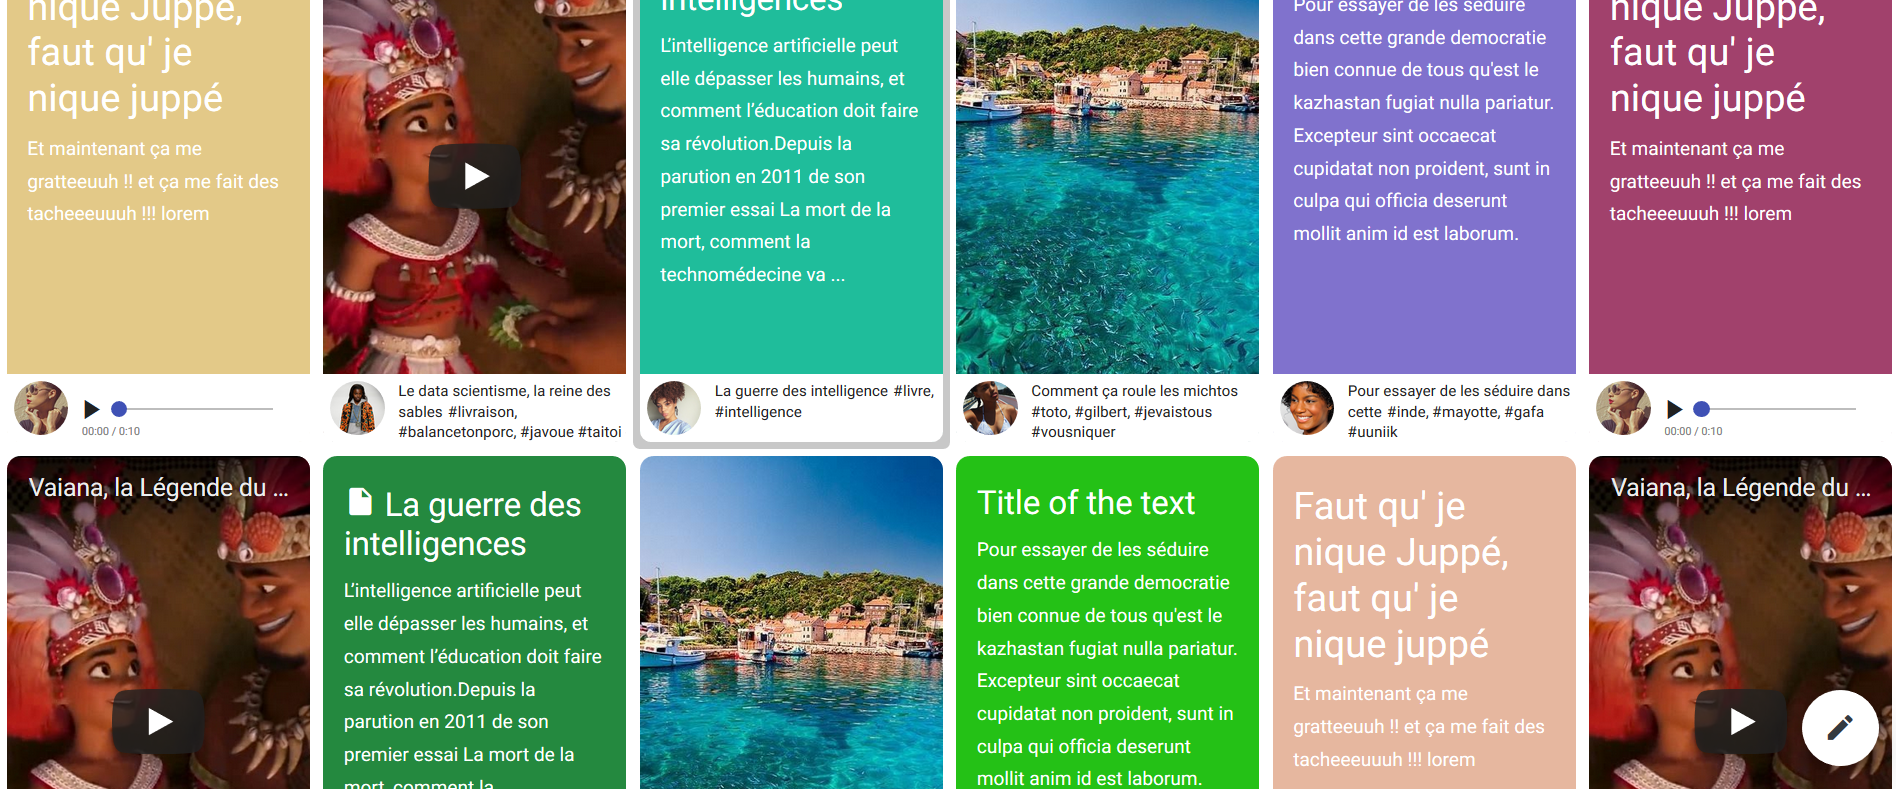 nique Juppé,
faut qu' je
nique juppé
Et maintenant ça me
gratteeuuh !! et ça me fait des
tacheeeuuuh !!! lorem
00:00 / 0:10
Le data scientisme, la reine des
sables #livraison,
#balancetonporc, #javoue #taitoi
intelligences
L’intelligence artificielle peut
elle dépasser les humains, et
comment l’éducation doit faire
sa révolution.Depuis la
parution en 2011 de son
premier essai La mort de la
mort, comment la
technomédecine va ...
La guerre des intelligence #livre,
#intelligence
Comment ça roule les michtos
#toto, #gilbert, #jevaistous
#vousniquer
Pour essayer de les séduire
dans cette grande democratie
bien connue de tous qu'est le
kazhastan fugiat nulla pariatur.
Excepteur sint occaecat
cupidatat non proident, sunt in
culpa qui officia deserunt
mollit anim id est laborum.
Pour essayer de les séduire dans
cette #inde, #mayotte, #gafa
#uuniik
nique Juppé,
faut qu' je
nique juppé
Et maintenant ça me
gratteeuuh !! et ça me fait des
tacheeeuuuh !!! lorem
00:00 / 0:10
Vaiana, la Légende du ...
La guerre des
intelligences
L’intelligence artificielle peut
elle dépasser les humains, et
comment l’éducation doit faire
sa révolution.Depuis la
parution en 2011 de son
premier essai La mort de la
mort, comment la
Title of the text
Pour essayer de les séduire
dans cette grande democratie
bien connue de tous qu'est le
kazhastan fugiat nulla pariatur.
Excepteur sint occaecat
cupidatat non proident, sunt in
culpa qui officia deserunt
mollit anim id est laborum.
Faut qu' je
nique Juppé,
faut qu' je
nique juppé
Et maintenant ça me
gratteeuuh !! et ça me fait des
tacheeeuuuh !!! lorem
Vaiana, la Légende du ...